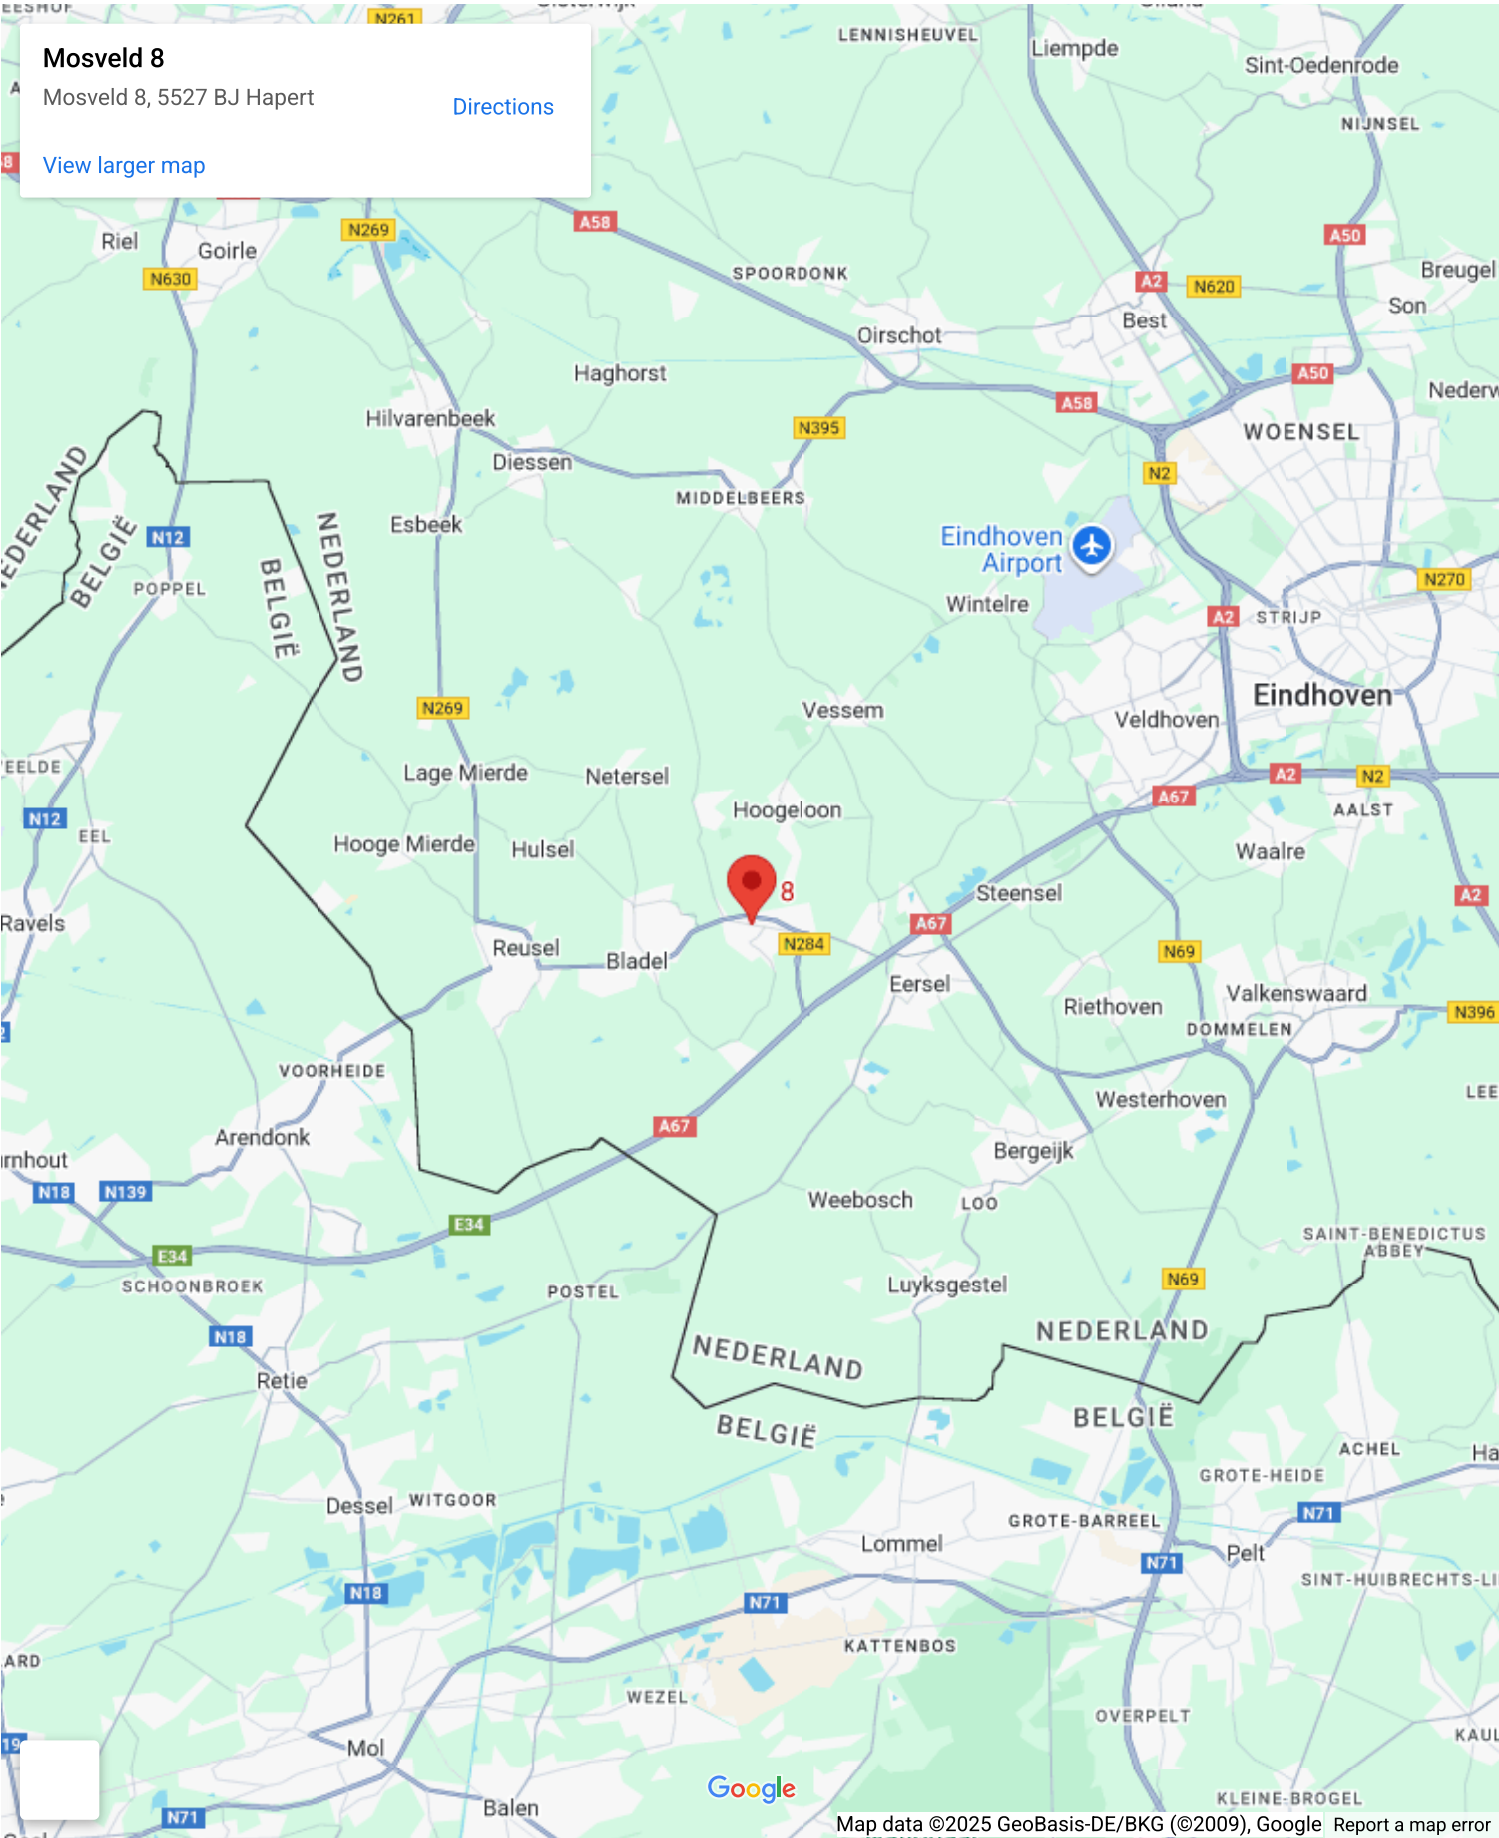 N261
LENNISHEUVEL
Liempde
Sint-Oedenrode
Mosveld 8
Mosveld 8, 5527 BJ Hapert
Directions
View larger map
NIJNSEL
N269
A58
Riel
Goirle
N630
SPOORDONK
A50
A2
N620
Breugel
Son
Best
Oirschot
Haghorst
A50
A58
Hilvarenbeek
N395
WOENSEL
Diessen
N2
MIDDELBEERS
NEDERLAND
BELGIË
NEDERLAND
BELGIË
N12
Esbeek
Eindhoven
Airport
POPPEL
N270
Wintelre
A2
STRIJP
Eindhoven
N269
Vessem
Veldhoven
Lage Mierde
Netersel
A2
N2
A67
N12
Hoogeloon
AALST
EEL
Hooge Mierde
Hulsel
Waalre
8
Steensel
A2
Ravels
A67
N284
Reusel
Bladel
N69
Eersel
Riethoven
Valkenswaard
N396
DOMMELEN
VOORHEIDE
LEE
Westerhoven
A67
Arendonk
Bergeijk
N18
N139
Weebosch
LOO
E34
E34
SAINT-BENEDICTUS
ABBEY
SCHOONBROEK
POSTEL
Luyksgestel
N69
N18
NEDERLAND
NEDERLAND
Retie
BELGIË
BELGIË
ACHEL
Ha
GROTE-HEIDE
Dessel
WITGOOR
N71
GROTE-BARREEL
Lommel
Pelt
N71
N18
SINT-HUIBRECHTS-LI
N71
KATTENBOS
ARD
WEZEL
OVERPELT
KAUL
19
Mol
Google
KLEINE-BROGEL
Balen
N71
Map data ©2025 GeoBasis-DE/BKG (©2009), Google
Report a map error